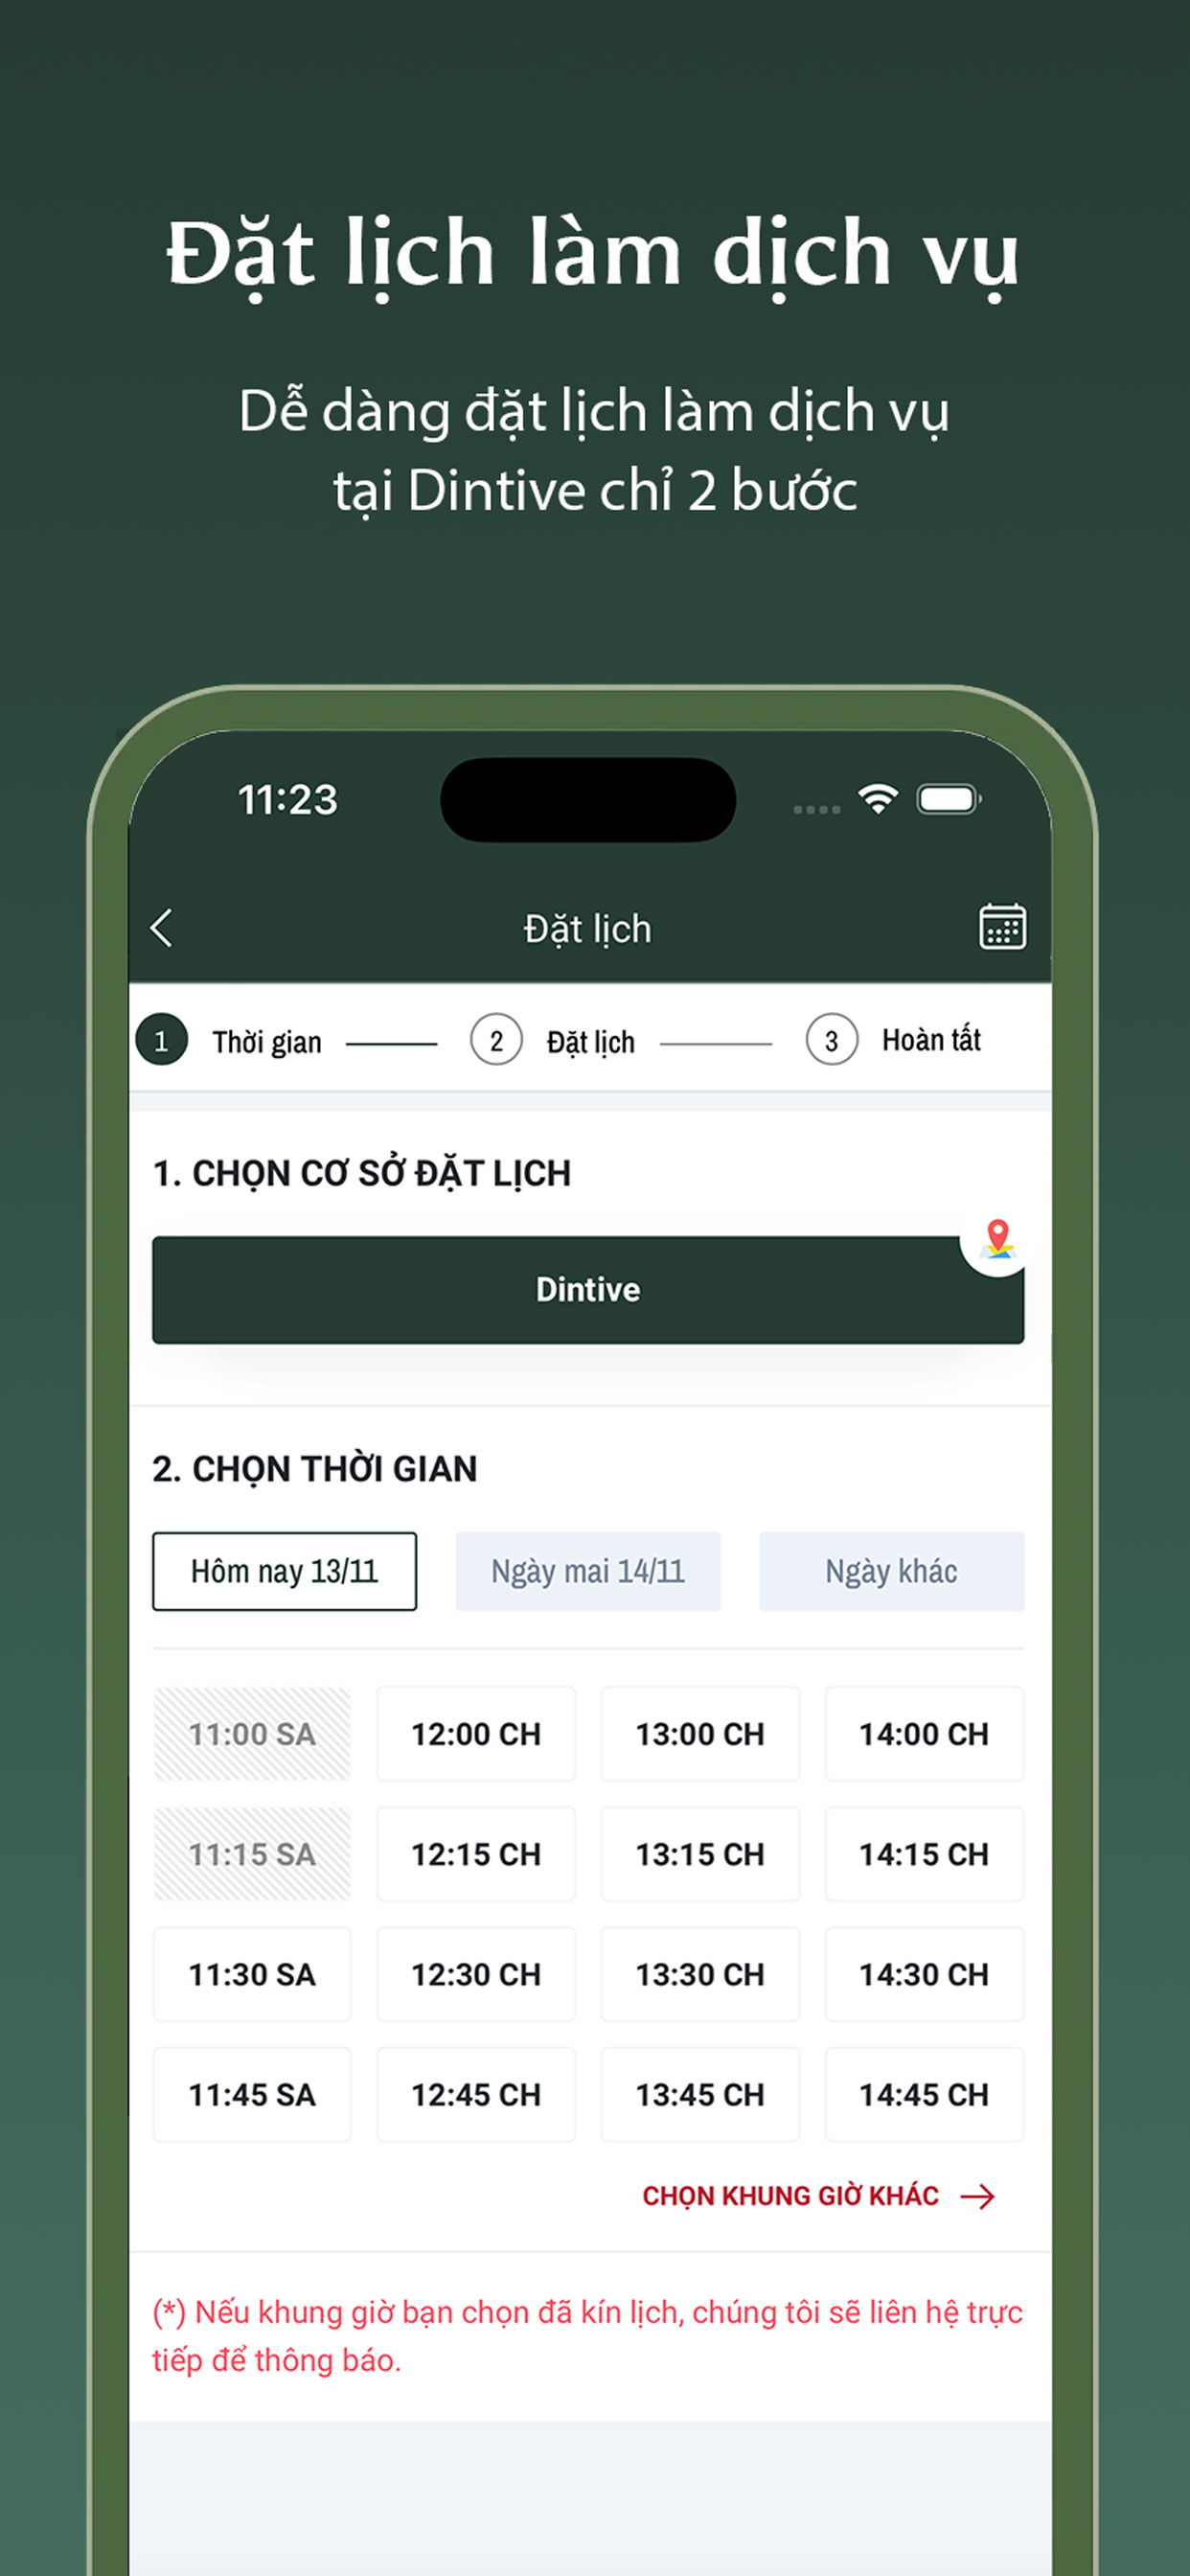 Đặt lịch làm dịch vụ
Dễ dàng đặt lịch làm dịch vụ
tại Dintive chỉ 2 bước
11:23
Đặt lịch
1 Thời gian 2 Đặt lịch 3 Hoàn tất
1. CHỌN CƠ SỞ ĐẶT LỊCH
Dintive
2. CHỌN THỜI GIAN
Hôm nay 13/11 Ngày mai 14/11 Ngày khác
11:00 SA 12:00 CH 13:00 CH 14:00 CH
11:15 SA 12:15 CH 13:15 CH 14:15 CH
11:30 SA 12:30 CH 13:30 CH 14:30 CH
11:45 SA 12:45 CH 13:45 CH 14:45 CH
CHỌN KHUNG GIỜ KHÁC
(*) Nếu khung giờ bạn chọn đã kín lịch, chúng tôi sẽ liên hệ trực
tiếp để thông báo.